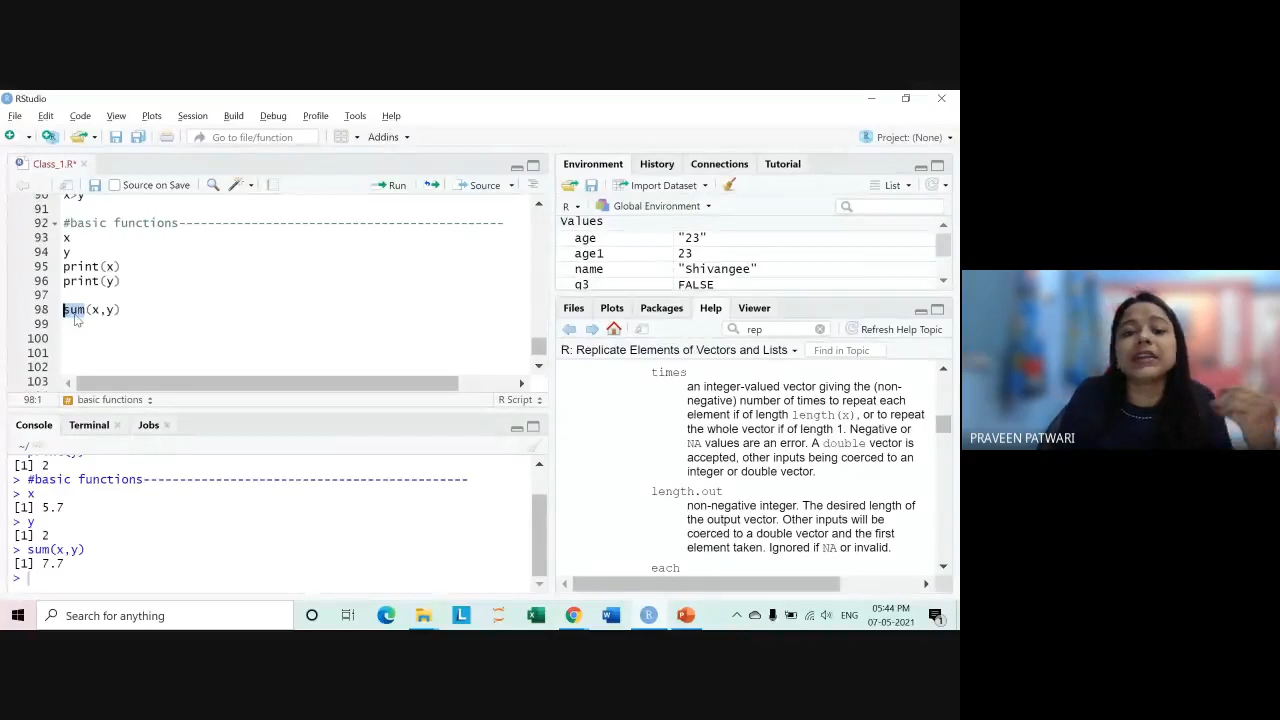 RStudio
File Edit Code View Plots Session Build Debug Profile Tools Help
Go to file/function Addins Project: (None)
Class_1.R*
Source on Save Run Source
90 x>y
91
92 #basic functions-----------------------------------------------
93 x
94 y
95 print(x)
96 print(y)
97
98 sum(x,y)
99
100
101
102
103
98:1 basic functions R Script
Console Terminal Jobs
~/
[1] 2
> #basic functions------------------------------------------
> x
[1] 5.7
> y
[1] 2
> sum(x,y)
[1] 7.7
>
Environment History Connections Tutorial
Import Dataset List
R Global Environment
Values
age "23"
age1 23
name "Shivangee"
q3 FALSE
Files Plots Packages Help Viewer
rep Refresh Help Topic
R: Replicate Elements of Vectors and Lists Find in Topic
times
an integer-valued vector giving the (non-
negative) number of times to repeat each
element if of length length(x), or to repeat
the whole vector if of length 1. Negative or
NA values are an error. A double vector is
accepted, other inputs being coerced to an
integer or double vector.
length.out
non-negative integer. The desired length of
the output vector. Other inputs will be
coerced to a double vector and the first
element taken. Ignored if NA or invalid.
each
PRAVEEN PATWARI
Search for anything
ENG
05:44 PM
07-05-2021